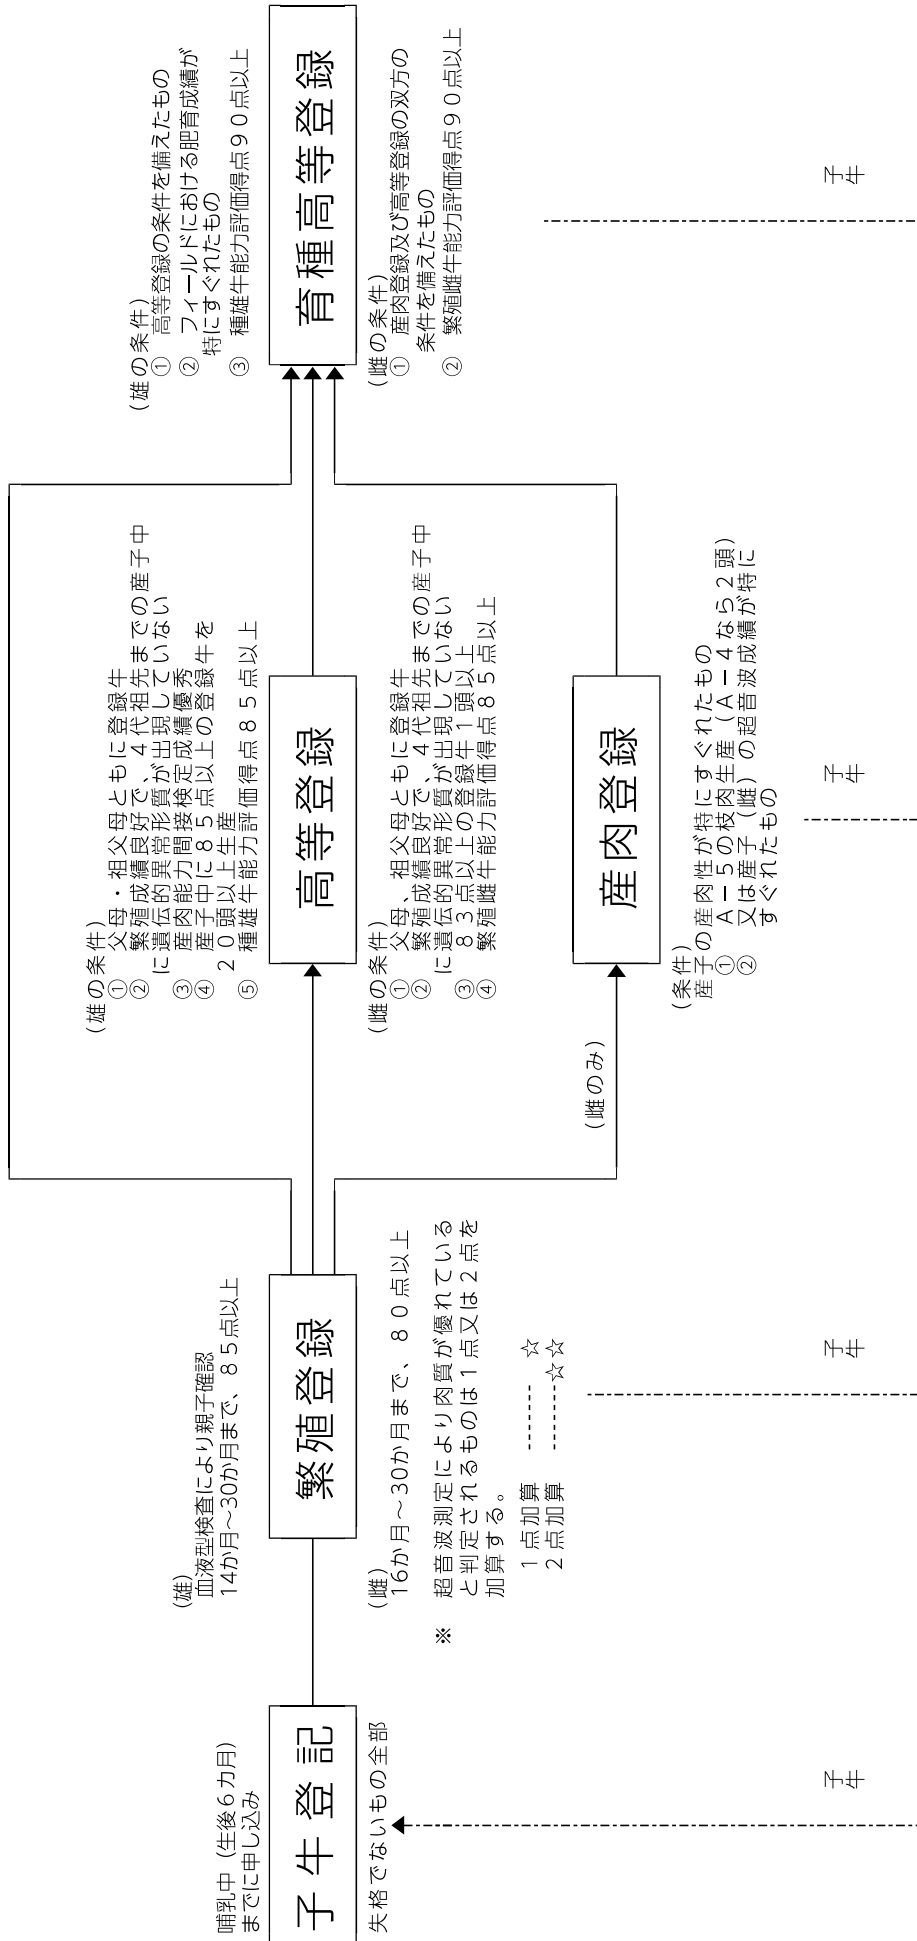 哺乳中（生後６カ月）
までに申し込み
子牛登記
失格でないもの全部
(雄)
血液型検査により親子確認
14か月～30か月まで、８５点以上
繁殖登録
(雌)
16か月～30か月まで、８０点以上
※ 超音波測定により肉質が優れている
と判定されるものは１点又は２点を
加算する。
１点加算 --------- ☆
２点加算 --------- ☆☆
(雌のみ)
(雄の条件)
① 父母・祖父母ともに登録牛
② 繁殖成績良好で、４代祖先までの産子中
に遺伝的異常形質が出現していない
③ 産肉能力間接検定成績優秀
④ 産子中に８５点以上の登録牛を
２０頭以上生産
⑤ 種雄牛能力評価得点８５点以上
高等登録
(雌の条件)
① 父母、祖父母ともに登録牛
② 繁殖成績良好で、４代祖先までの産子中
に遺伝的異常形質が出現していない
③ ８３点以上の登録牛１頭以上
④ 繁殖雌牛能力評価得点８５点以上
産肉登録
(条件)
産子の産肉性が特にすぐれたもの
① Ａ－５の枝肉生産（Ａ－４なら２頭）
② 又は産子（雌）の超音波成績が特に
すぐれたもの
(雄の条件)
① 高等登録の条件を備えたもの
② フィールドにおける肥育成績が
特にすぐれたもの
③ 種雄牛能力評価得点９０点以上
育種高等登録
(雌の条件)
① 産肉登録及び高等登録の双方の
条件を備えたもの
② 繁殖雌牛能力評価得点９０点以上
子牛
子牛
子牛
子牛